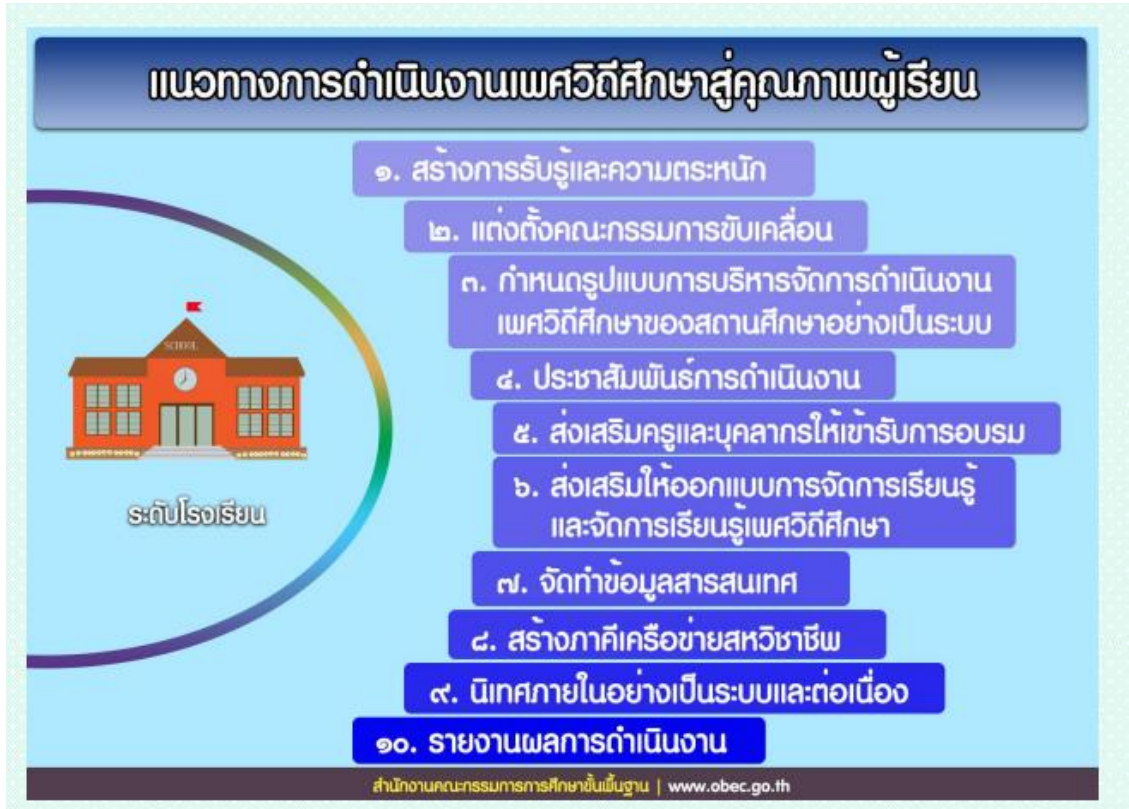 แนวทางการดำเนินงานเพศวิถีศึกษาสู่คุณภาพผู้เรียน
๑. สร้างการรับรู้และความตระหนัก
๒. แต่งตั้งคณะกรรมการขับเคลื่อน
๓. กำหนดรูปแบบการบริหารจัดการดำเนินงาน
เพศวิถีศึกษาของสถานศึกษาอย่างเป็นระบบ
๔. ประชาสัมพันธ์การดำเนินงาน
๕. ส่งเสริมครูและบุคลากรให้เข้ารับการอบรม
๖. ส่งเสริมให้ออกแบบการจัดการเรียนรู้
และจัดการเรียนรู้เพศวิถีศึกษา
๗. จัดทำข้อมูลสารสนเทศ
๘. สร้างภาคีเครือข่ายสหวิชาชีพ
๙. นิเทศภายในอย่างเป็นระบบและต่อเนื่อง
๑๐. รายงานผลการดำเนินงาน
SCHOOL
ระดับโรงเรียน
สำนักงานคณะกรรมการการศึกษาขั้นพื้นฐาน | www.obec.go.th